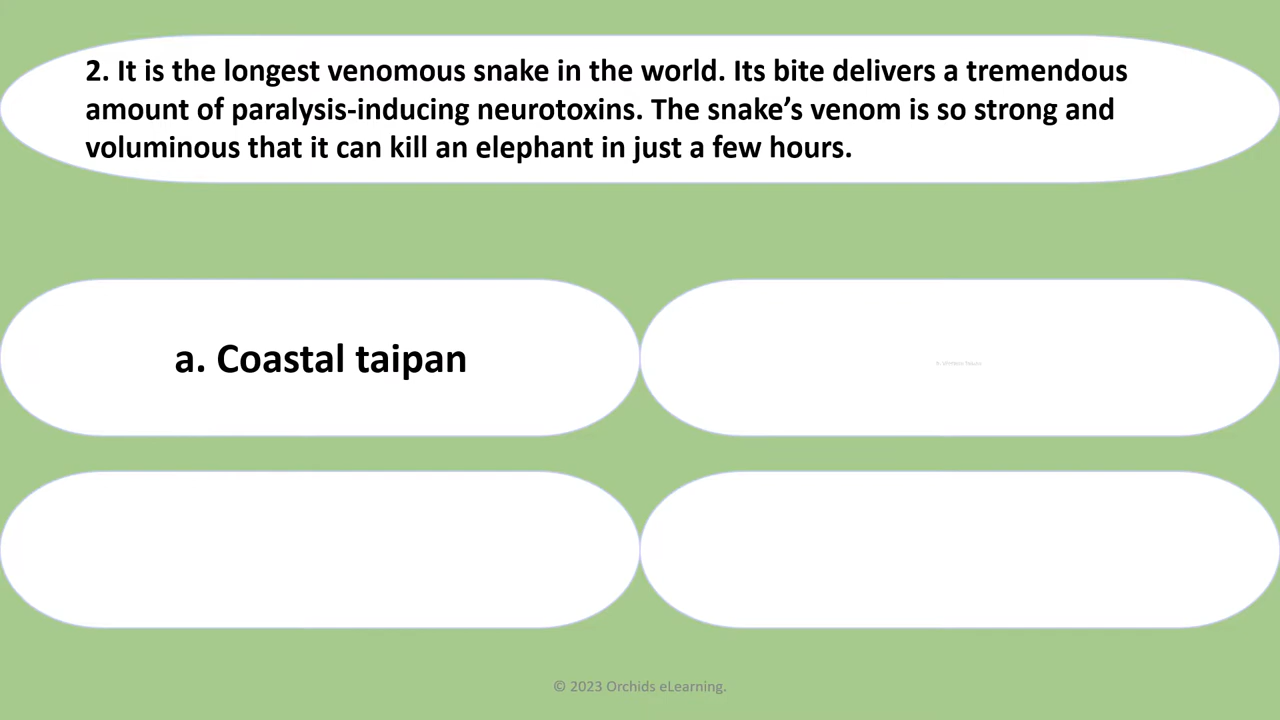 2. It is the longest venomous snake in the world. Its bite delivers a tremendous
amount of paralysis-inducing neurotoxins. The snake’s venom is so strong and
voluminous that it can kill an elephant in just a few hours.
a. Coastal taipan
© 2023 Orchids eLearning.